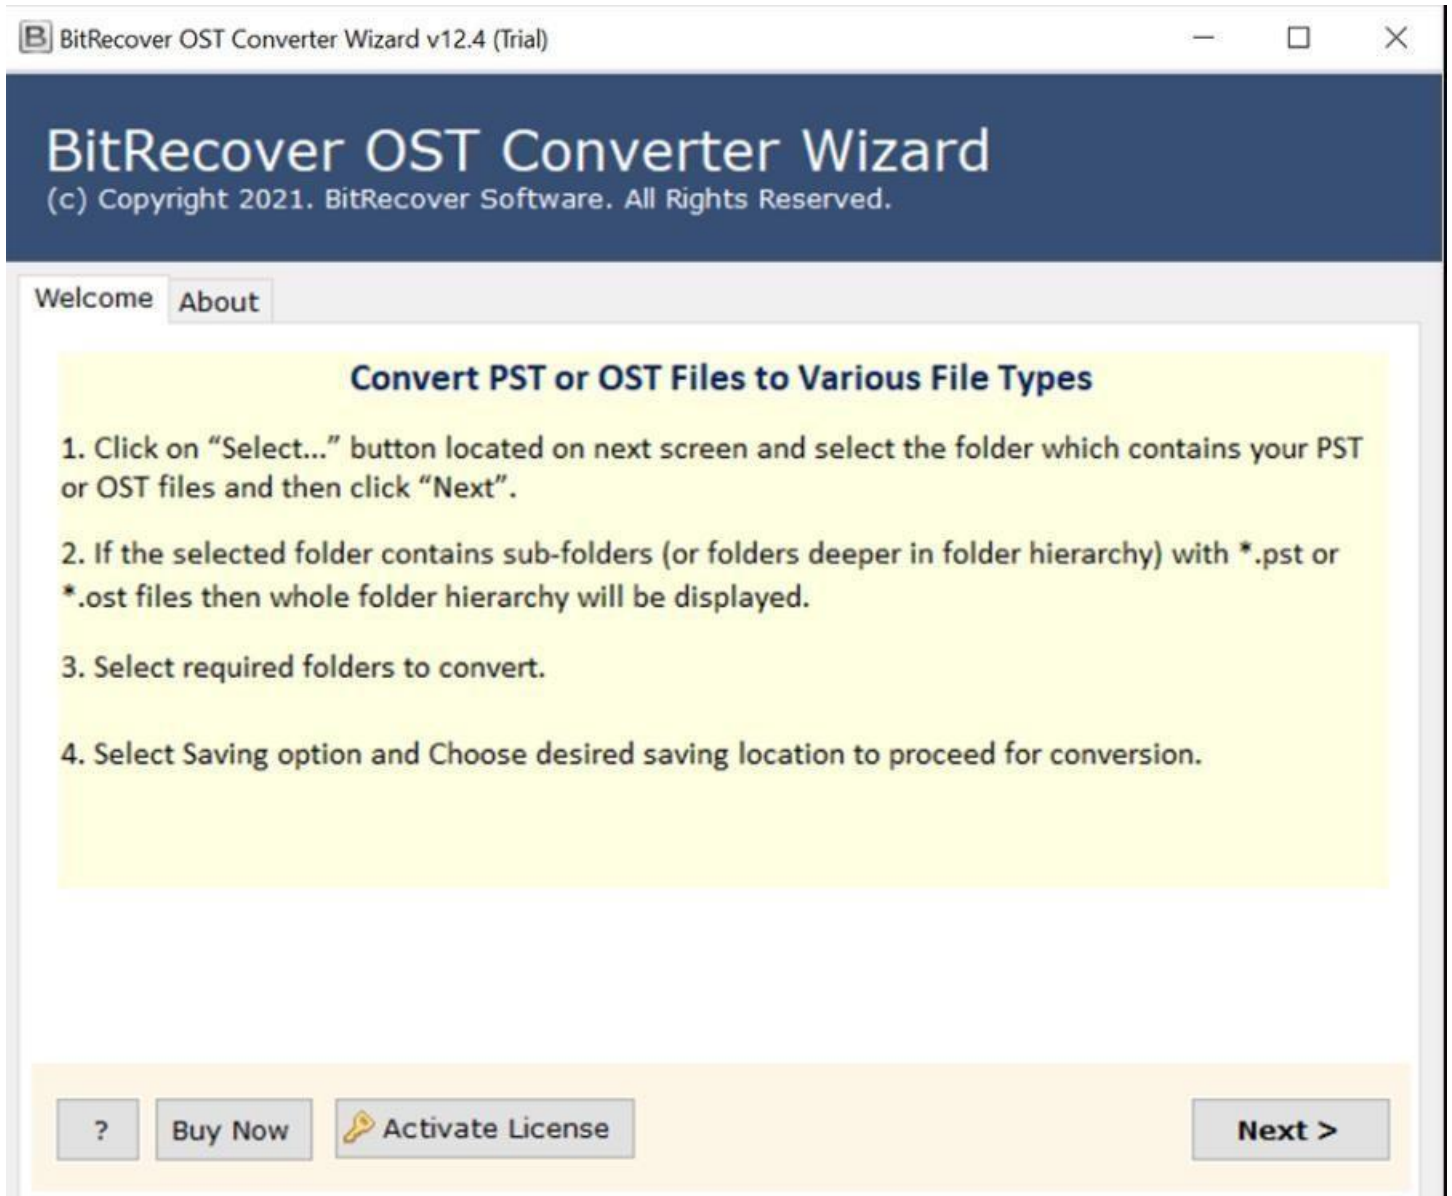 BitRecover OST Converter Wizard v12.4 (Trial)
BitRecover OST Converter Wizard
(c) Copyright 2021. BitRecover Software. All Rights Reserved.
Welcome
About
Convert PST or OST Files to Various File Types
1. Click on “Select...” button located on next screen and select the folder which contains your PST
or OST files and then click “Next”.
2. If the selected folder contains sub-folders (or folders deeper in folder hierarchy) with *.pst or
*.ost files then whole folder hierarchy will be displayed.
3. Select required folders to convert.
4. Select Saving option and Choose desired saving location to proceed for conversion.
?
Buy Now
Activate License
Next >